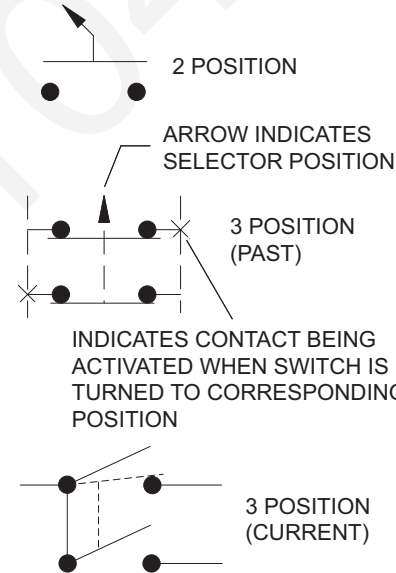 2 POSITION
ARROW INDICATES
SELECTOR POSITION
3 POSITION
(PAST)
INDICATES CONTACT BEING
ACTIVATED WHEN SWITCH IS
TURNED TO CORRESPONDING
POSITION
3 POSITION
(CURRENT)